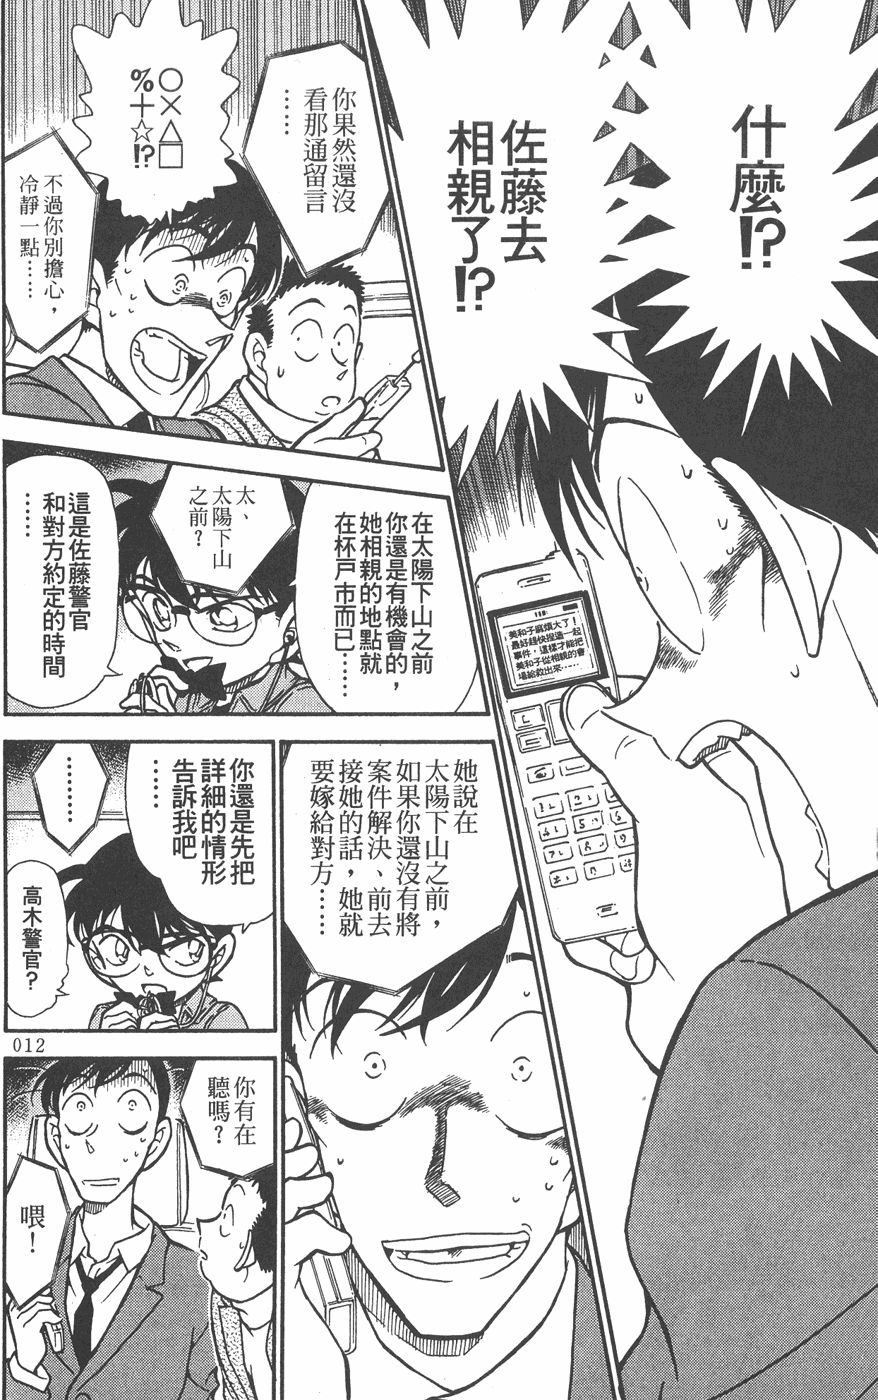 什麼!?
佐藤去
相親了!?
美和子麻煩大了!
最好趕快捏造一起
事件，這樣才能把
美和子從相親的會
場給救出來……
你果然還沒
看那通留言
……
○×△□
%十☆!?
不過你別擔心，
冷靜一點……
在太陽下山之前
你還是有機會的，
她相親的地點就
在杯戶市而已……
太、
太陽下山
之前？
這是佐藤警官
和對方約定的時間
……
她說在
太陽下山之前，
如果你還沒有將
案件解決、前去
接她的話，她就
要嫁給對方……
你還是先把
詳細的情形
告訴我吧
……
……
高木警官？
你有在
聽嗎？
喂！
012